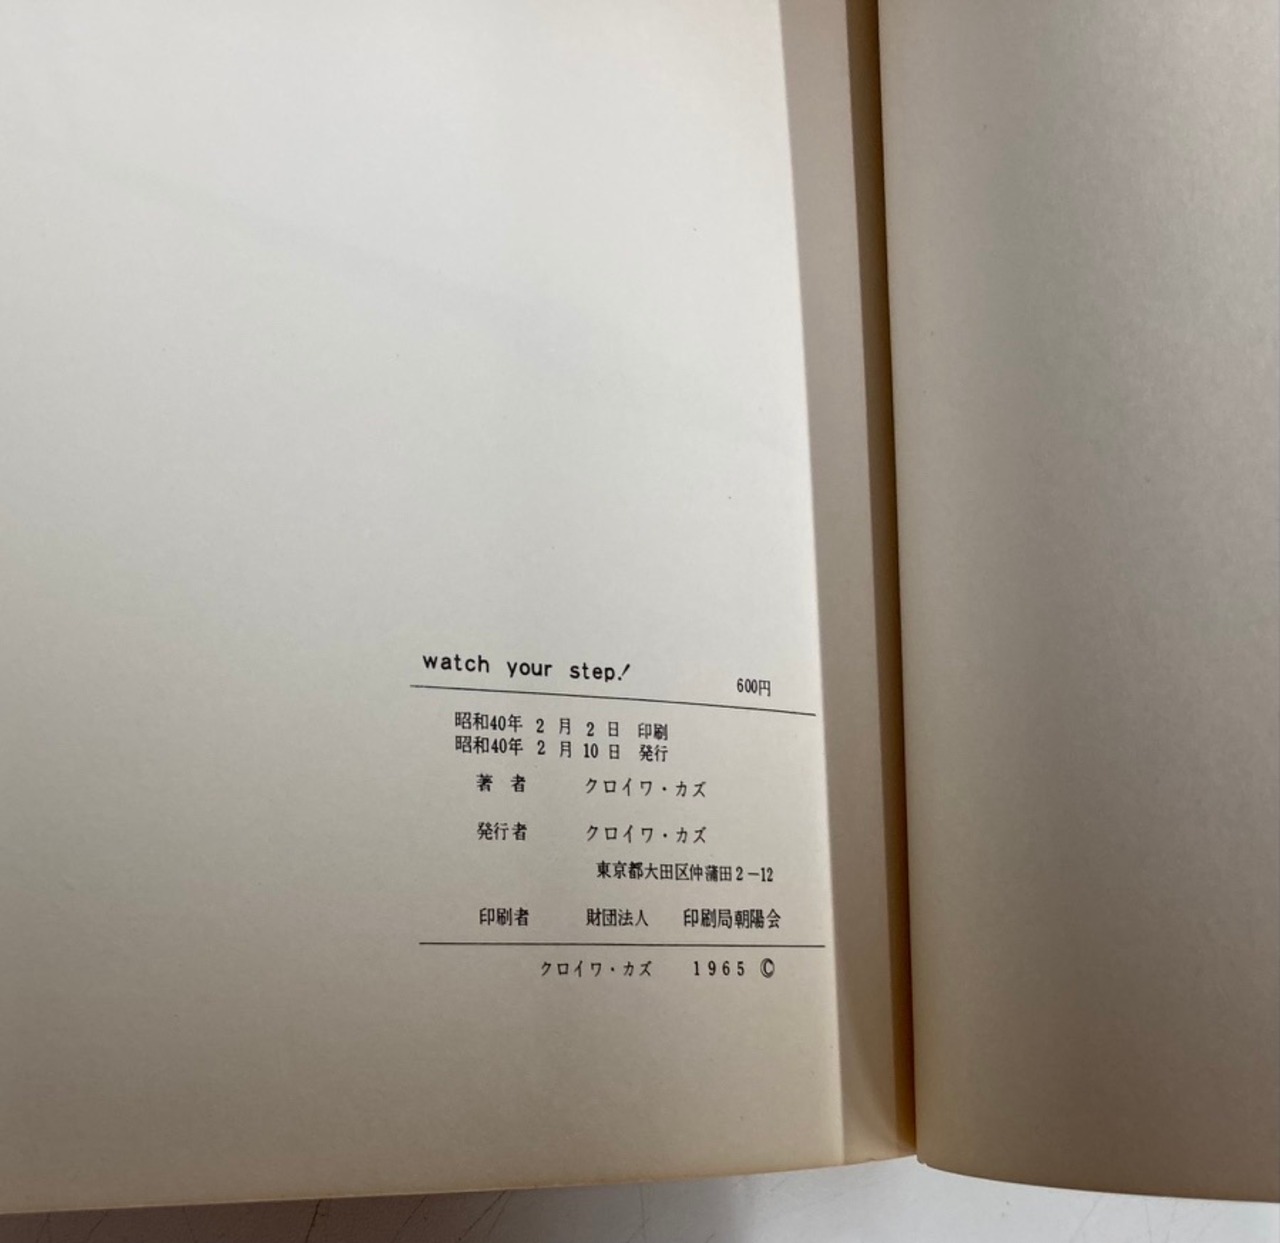 watch your step! 600円
昭和40年 2 月 2 日 印刷
昭和40年 2 月 10 日 発行
著 者 クロイワ・カズ
発行者 クロイワ・カズ
東京都大田区仲蒲田2-12
印刷者 財団法人 印刷局朝陽会
クロイワ・カズ 1965 ©